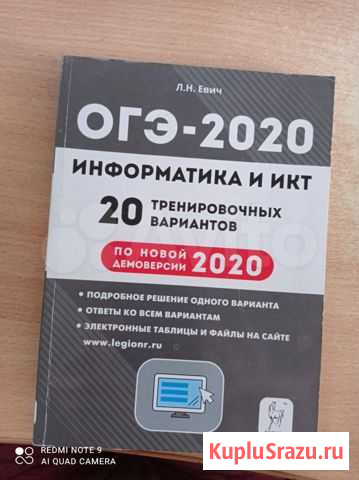 Л.Н. Евич
ОГЭ-2020
ИНФОРМАТИКА И ИКТ
20 ТРЕНИРОВОЧНЫХ
ВАРИАНТОВ
ПО НОВОЙ
ДЕМОВЕРСИИ 2020
• ПОДРОБНОЕ РЕШЕНИЕ ОДНОГО ВАРИАНТА
• ОТВЕТЫ КО ВСЕМ ВАРИАНТАМ
• ЭЛЕКТРОННЫЕ ТАБЛИЦЫ И ФАЙЛЫ НА САЙТЕ
www.legionr.ru
REDMI NOTE 9
AI QUAD CAMERA
KupluSrazu.ru